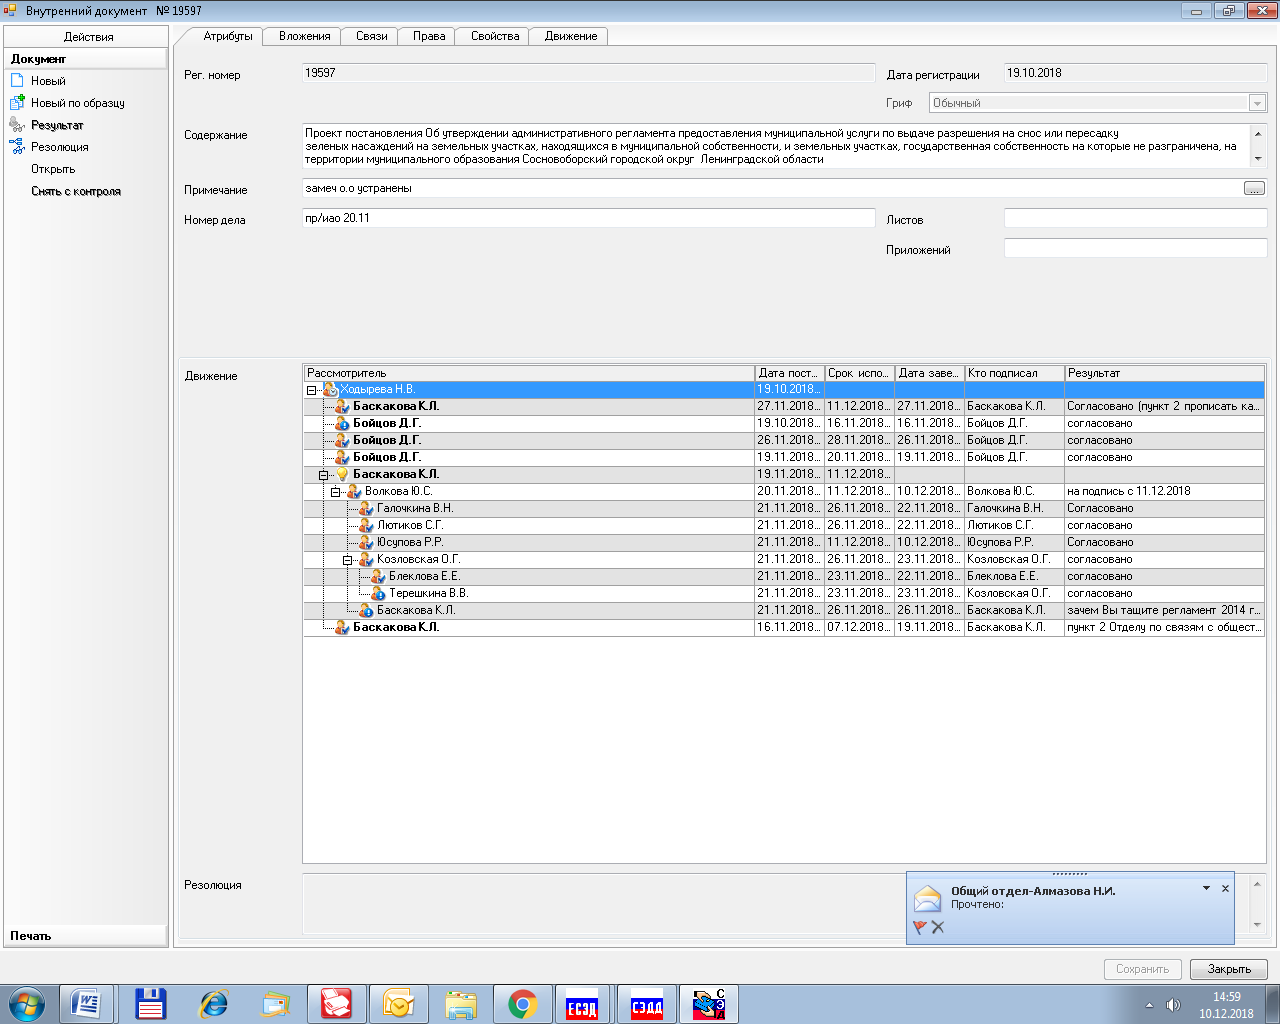 Внутренний документ   № 19597
Действия
Документ
Новый
Новый по образцу
Результат
Резолюция
Открыть
Снять с контроля
Печать
Атрибуты Вложения Связи Права Свойства Движение
Рег. номер 19597 Дата регистрации 19.10.2018
Гриф Обычный
Содержание Проект постановления Об утверждении административного регламента предоставления муниципальной услуги по выдаче разрешения на снос или пересадку
зеленых насаждений на земельных участках, находящихся в муниципальной собственности, и земельных участках, государственная собственность на которые не разграничена, на
территории муниципального образования Сосновоборский городской округ  Ленинградской области
Примечание замеч о.о устранены ...
Номер дела пр/иао 20.11 Листов
Приложений
Движение
Рассмотритель Дата пост... Срок испо... Дата заве... Кто подписал Результат
Ходырева Н.В. 19.10.2018...
Баскакова К.Л. 27.11.2018... 11.12.2018... 27.11.2018... Баскакова К.Л. Согласовано (пункт 2 прописать ка...
Бойцов Д.Г. 19.10.2018... 16.11.2018... 16.11.2018... Бойцов Д.Г. согласовано
Бойцов Д.Г. 26.11.2018... 28.11.2018... 26.11.2018... Бойцов Д.Г. согласовано
Бойцов Д.Г. 19.11.2018... 20.11.2018... 19.11.2018... Бойцов Д.Г. согласовано
Баскакова К.Л. 19.11.2018... 11.12.2018...
Волкова Ю.С. 20.11.2018... 11.12.2018... 10.12.2018... Волкова Ю.С. на подпись с 11.12.2018
Галочкина В.Н. 21.11.2018... 26.11.2018... 22.11.2018... Галочкина В.Н. Согласовано
Лютиков С.Г. 21.11.2018... 26.11.2018... 22.11.2018... Лютиков С.Г. согласовано
Юсупова Р.Р. 21.11.2018... 11.12.2018... 10.12.2018... Юсупова Р.Р. Согласовано
Козловская О.Г. 21.11.2018... 26.11.2018... 23.11.2018... Козловская О.Г. согласовано
Блеклова Е.Е. 21.11.2018... 23.11.2018... 22.11.2018... Блеклова Е.Е. согласовано
Терешкина В.В. 21.11.2018... 23.11.2018... 23.11.2018... Козловская О.Г. согласовано
Баскакова К.Л. 21.11.2018... 26.11.2018... 26.11.2018... Баскакова К.Л. зачем Вы тащите регламент 2014 г...
Баскакова К.Л. 16.11.2018... 07.12.2018... 19.11.2018... Баскакова К.Л. пункт 2 Отделу по связям с общест...
Резолюция
Общий отдел-Алмазова Н.И.
Прочтено:
Сохранить Закрыть
ЕСЭД СЭДД СЭД
14:59
10.12.2018